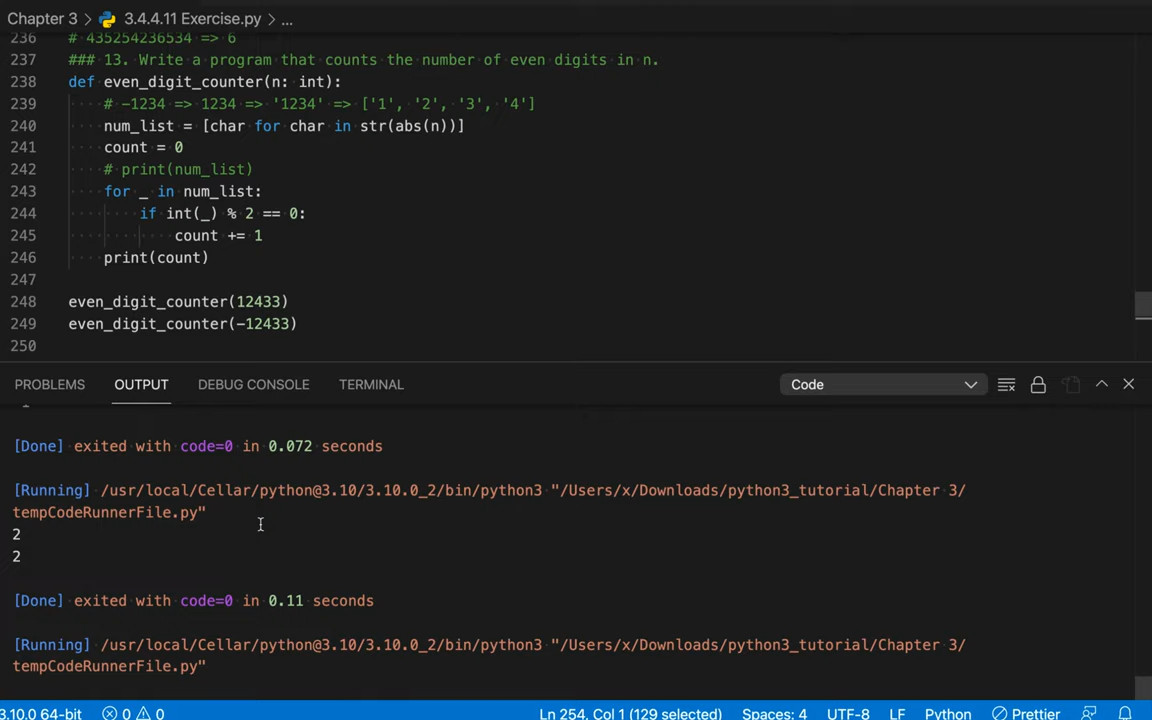 Chapter 3 > 3.4.4.11 Exercise.py > ...
236 # 435254236534 => 6
237 ### 13. Write a program that counts the number of even digits in n.
238 def even_digit_counter(n: int):
239 # -1234 => 1234 => '1234' => ['1', '2', '3', '4']
240 num_list = [char for char in str(abs(n))]
241 count = 0
242 # print(num_list)
243 for _ in num_list:
244 if int(_) % 2 == 0:
245 count += 1
246 print(count)
247
248 even_digit_counter(12433)
249 even_digit_counter(-12433)
250
PROBLEMS OUTPUT DEBUG CONSOLE TERMINAL Code
[Done] exited with code=0 in 0.072 seconds
[Running] /usr/local/Cellar/python@3.10/3.10.0_2/bin/python3 "/Users/x/Downloads/python3_tutorial/Chapter 3/
tempCodeRunnerFile.py"
2
2
[Done] exited with code=0 in 0.11 seconds
[Running] /usr/local/Cellar/python@3.10/3.10.0_2/bin/python3 "/Users/x/Downloads/python3_tutorial/Chapter 3/
tempCodeRunnerFile.py"
3.10.0 64-bit 0 0 Ln 254, Col 1 (129 selected) Spaces: 4 UTF-8 LF Python Prettier